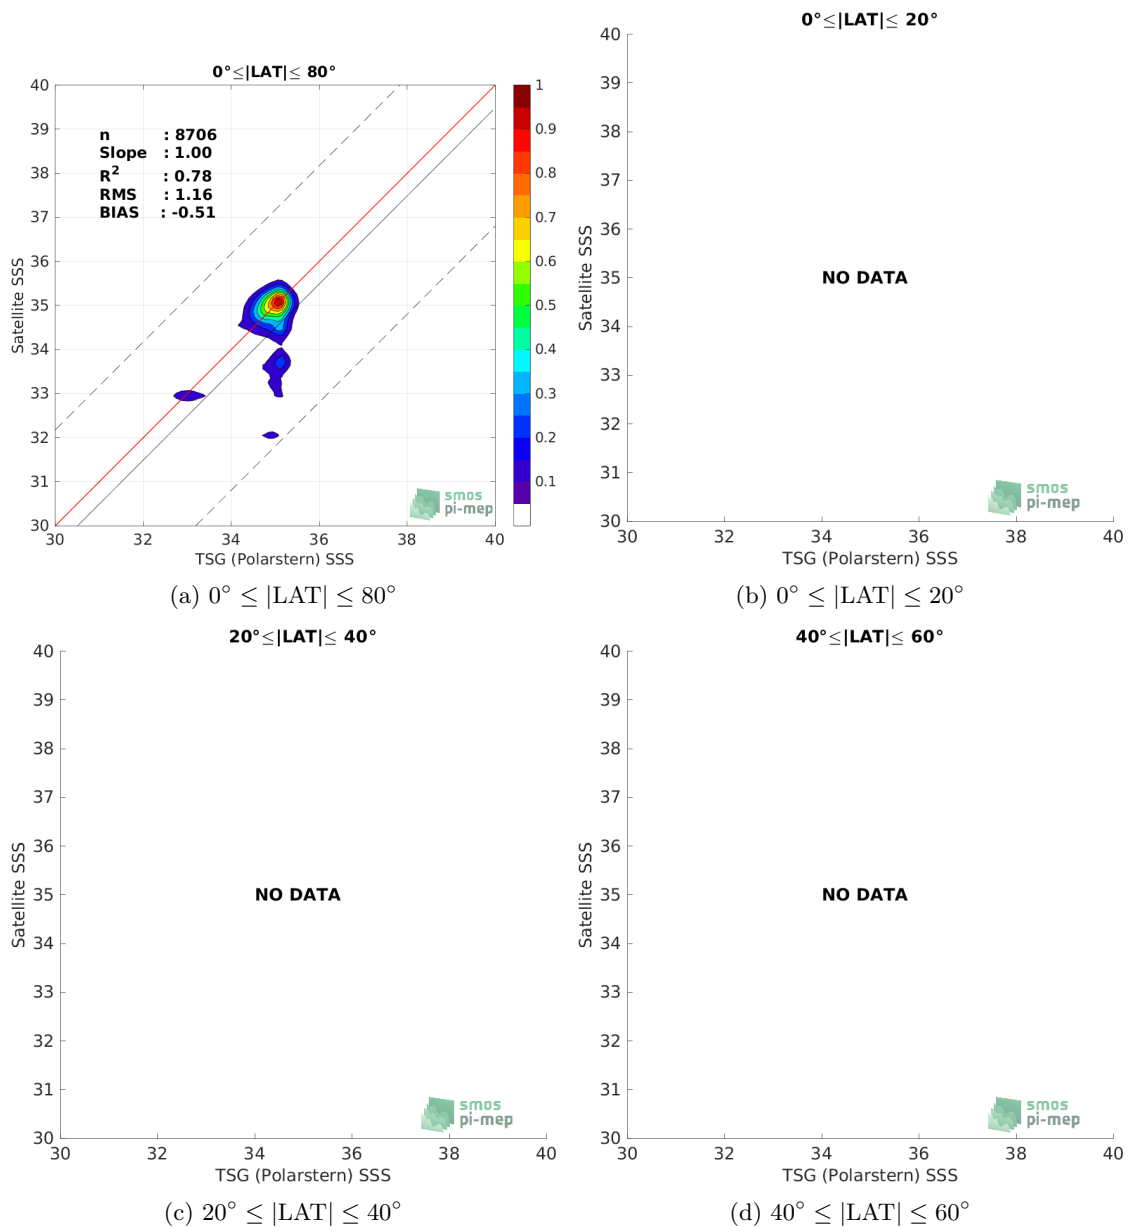 0°≤|LAT|≤ 80°
40
39
38
37
36
35
34
33
32
31
30
Satellite SSS
n : 8706
Slope : 1.00
R² : 0.78
RMS : 1.16
BIAS : -0.51
smos
pi-mep
30 32 34 36 38 40
TSG (Polarstern) SSS
1
0.9
0.8
0.7
0.6
0.5
0.4
0.3
0.2
0.1
(a) 0° ≤ |LAT| ≤ 80°
0°≤|LAT|≤ 20°
40
39
38
37
36
35
34
33
32
31
30
Satellite SSS
NO DATA
smos
pi-mep
30 32 34 36 38 40
TSG (Polarstern) SSS
(b) 0° ≤ |LAT| ≤ 20°
20°≤|LAT|≤ 40°
40
39
38
37
36
35
34
33
32
31
30
Satellite SSS
NO DATA
smos
pi-mep
30 32 34 36 38 40
TSG (Polarstern) SSS
(c) 20° ≤ |LAT| ≤ 40°
40°≤|LAT|≤ 60°
40
39
38
37
36
35
34
33
32
31
30
Satellite SSS
NO DATA
smos
pi-mep
30 32 34 36 38 40
TSG (Polarstern) SSS
(d) 40° ≤ |LAT| ≤ 60°